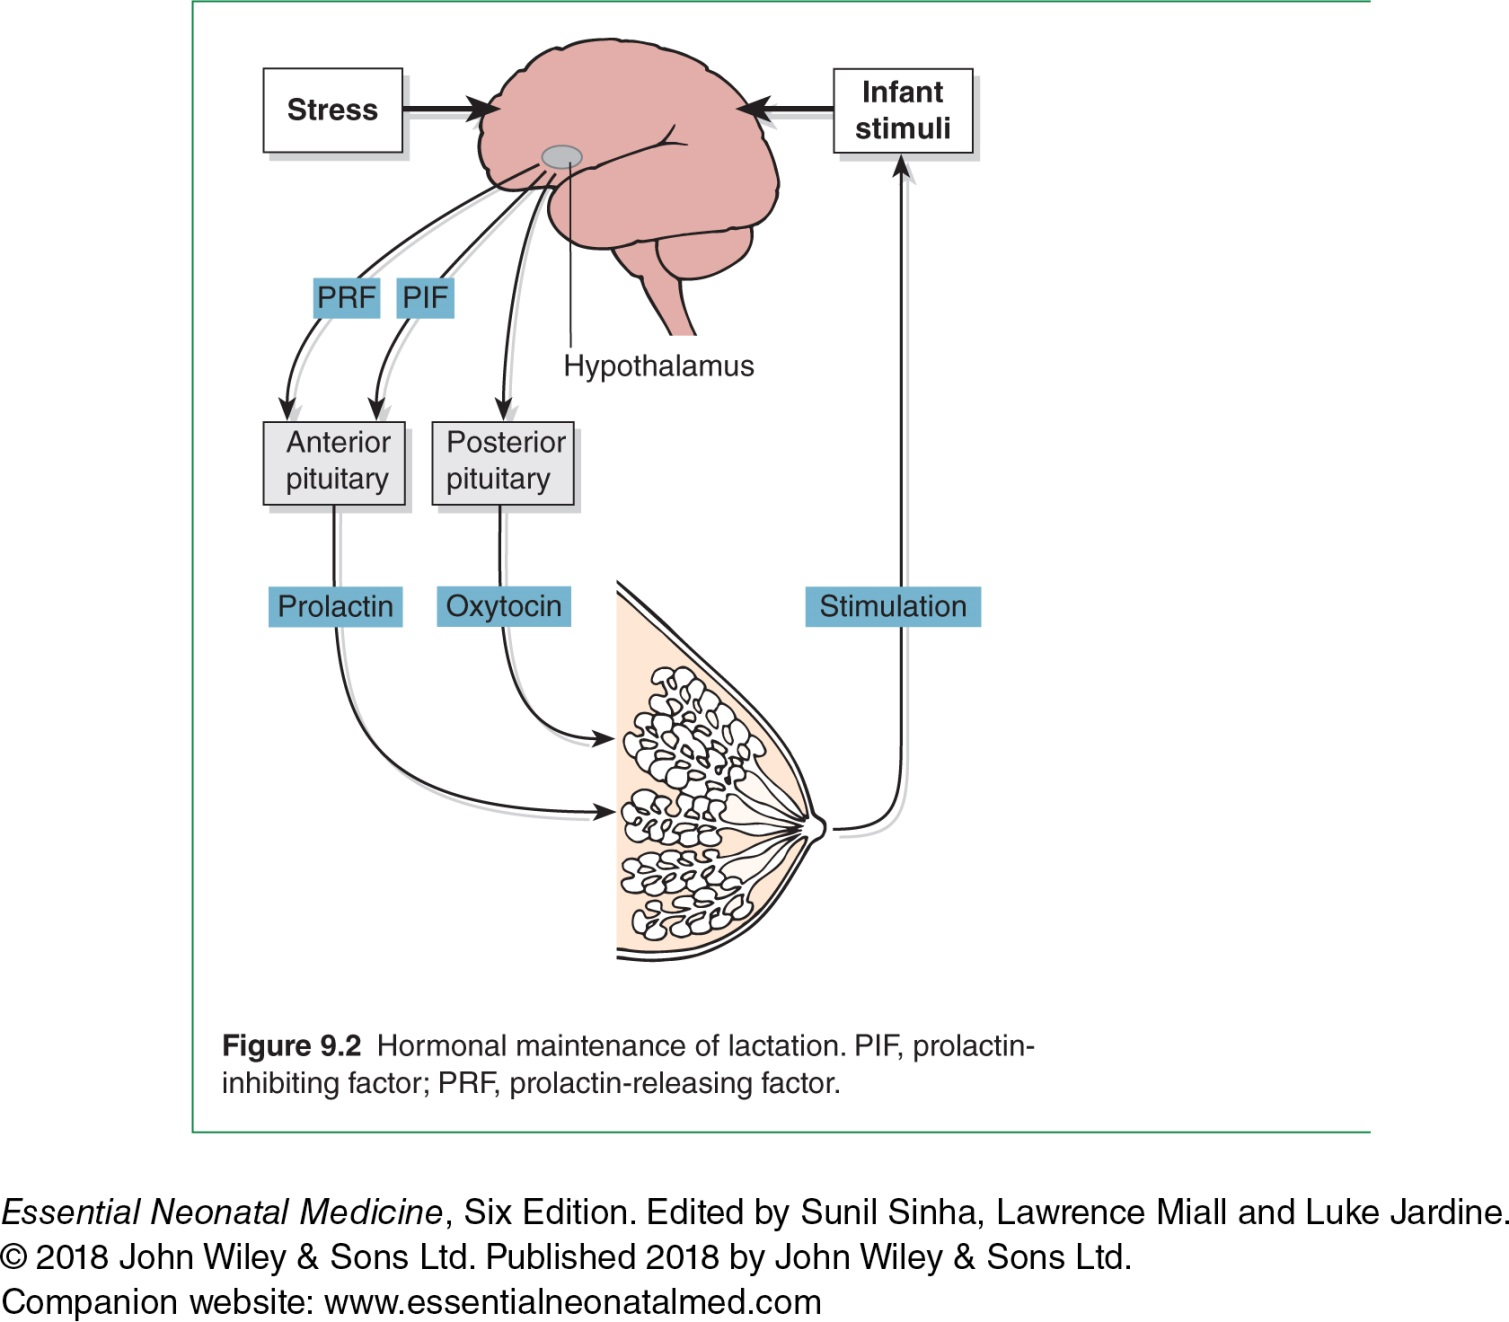 Stress
Infant
stimuli
PRF
PIF
Hypothalamus
Anterior
pituitary
Posterior
pituitary
Prolactin
Oxytocin
Stimulation
Figure 9.2 Hormonal maintenance of lactation. PIF, prolactin-
inhibiting factor; PRF, prolactin-releasing factor.
Essential Neonatal Medicine, Six Edition. Edited by Sunil Sinha, Lawrence Miall and Luke Jardine.
© 2018 John Wiley & Sons Ltd. Published 2018 by John Wiley & Sons Ltd.
Companion website: www.essentialneonatalmed.com